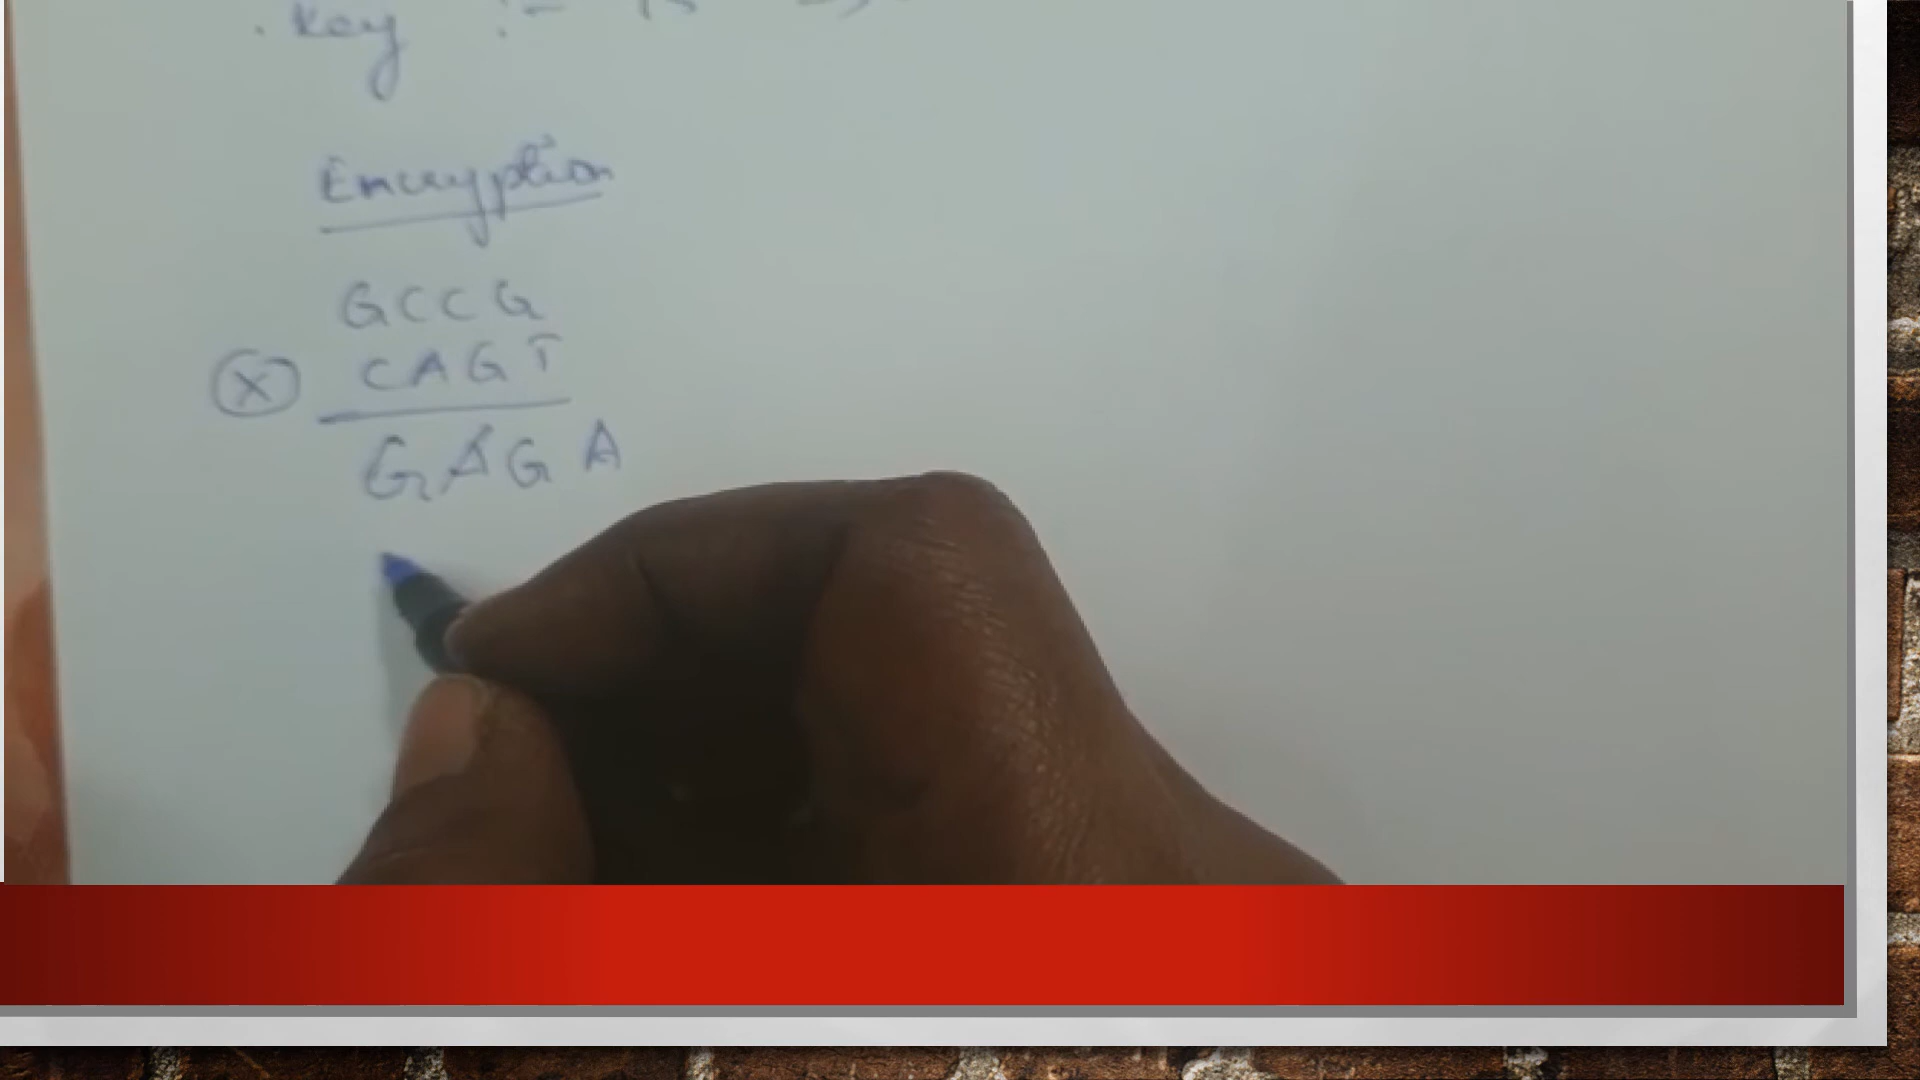 . Key :-
Encryption
GCCG
X CAGT
GAGA